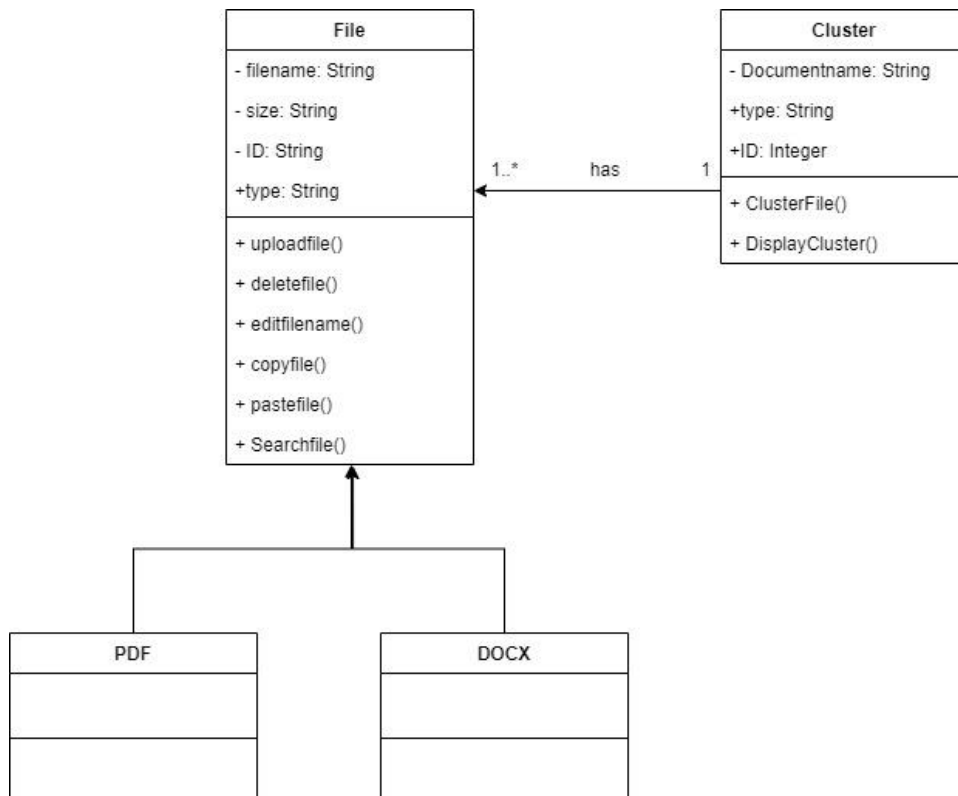 File
- filename: String
- size: String
- ID: String
+type: String
+ uploadfile()
+ deletefile()
+ editfilename()
+ copyfile()
+ pastefile()
+ Searchfile()
1..* has 1
Cluster
- Documentname: String
+type: String
+ID: Integer
+ ClusterFile()
+ DisplayCluster()
PDF
DOCX